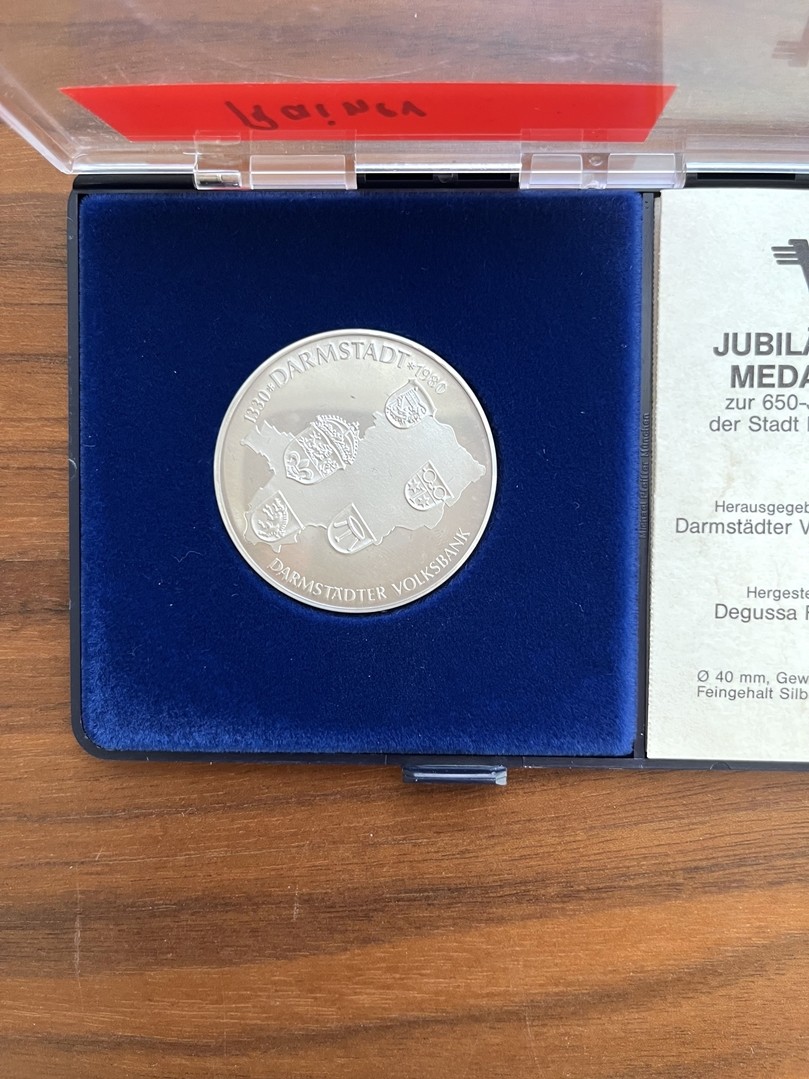 Rainer
1330*DARMSTADT*1980
DARMSTÄDTER VOLKSBANK
JUBILÄ
MEDA
zur 650-
der Stadt
Herausgegeb
Darmstädter V
Hergeste
Degussa F
Ø 40 mm, Gew
Feingehalt Silb